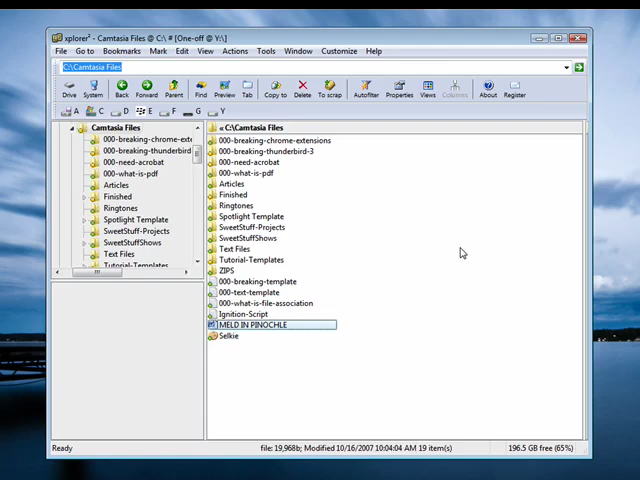 xplorer² - Camtasia Files @ C:\ # [One-off @ Y:\]
File Go to Bookmarks Mark Edit View Actions Tools Window Customize Help
C:\Camtasia Files
Drive System Back Forward Parent Find Preview Tab Copy to Delete To scrap Autofilter Properties Views Columns About Register
A C D E F G Y
Camtasia Files
000-breaking-chrome-ext
000-breaking-thunderbird
000-need-acrobat
000-what-is-pdf
Articles
Finished
Ringtones
Spotlight Template
SweetStuff-Projects
SweetStuffShows
Text Files
Tutorial-Templates
« C:\Camtasia Files
000-breaking-chrome-extensions
000-breaking-thunderbird-3
000-need-acrobat
000-what-is-pdf
Articles
Finished
Ringtones
Spotlight Template
SweetStuff-Projects
SweetStuffShows
Text Files
Tutorial-Templates
ZIPS
000-breaking-template
000-text-template
000-what-is-file-association
Ignition-Script
MELD IN PINOCHLE
Selkie
Ready file: 19,968b; Modified 10/16/2007 10:04:04 AM 19 item(s) 196.5 GB free (65%)